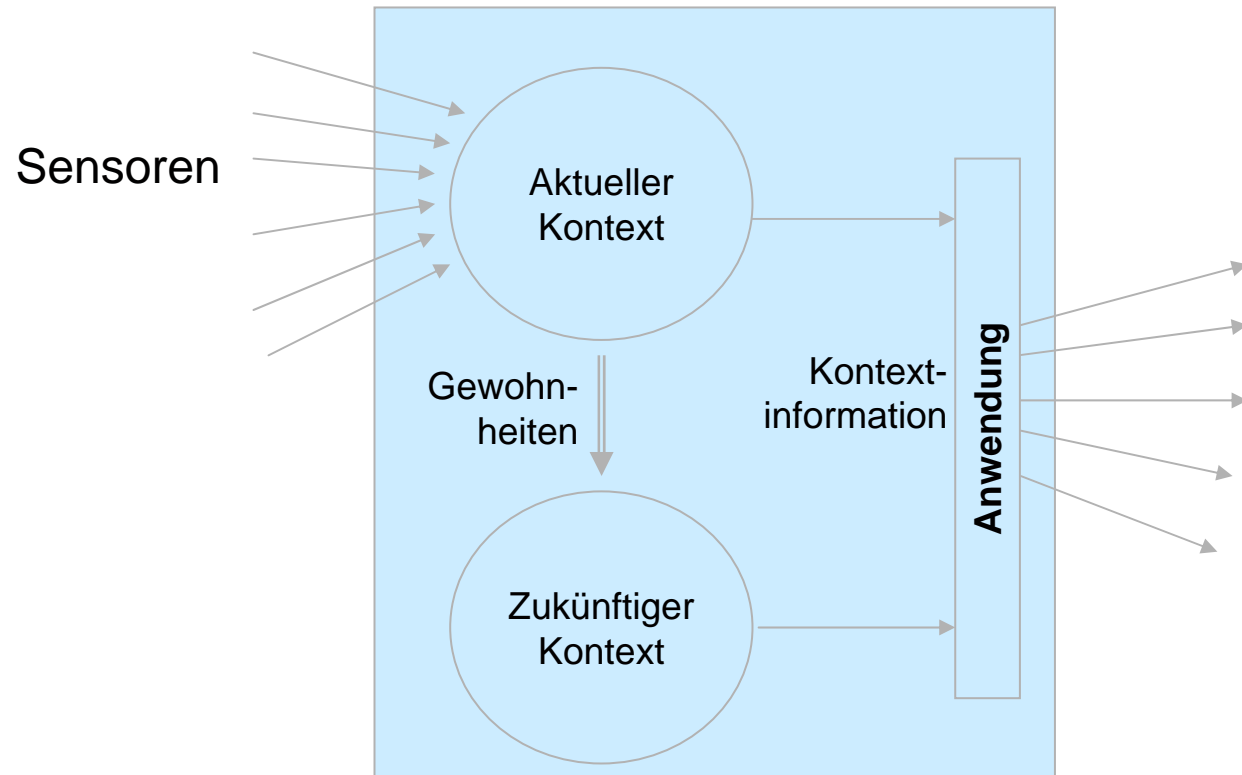 Sensoren
Aktueller
Kontext
Gewohn-
heiten
Kontext-
information
Anwendung
Zukünftiger
Kontext